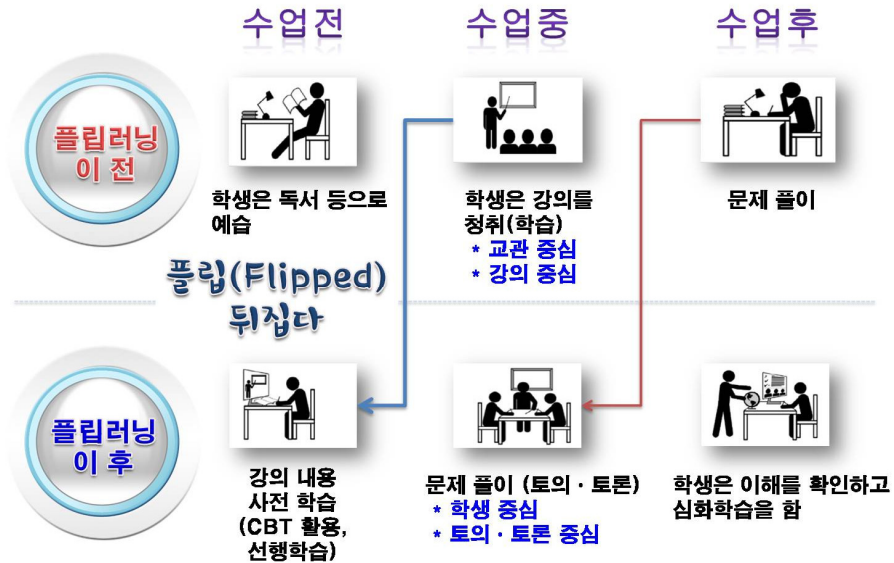 수업전
수업중
수업후
플립러닝
이 전
학생은 독서 등으로
예습
학생은 강의를
청취(학습)
* 교관 중심
* 강의 중심
문제 풀이
플립(Flipped)
뒤집다
플립러닝
이 후
강의 내용
사전 학습
(CBT 활용,
선행학습)
문제 풀이 (토의 · 토론)
* 학생 중심
* 토의 · 토론 중심
학생은 이해를 확인하고
심화학습을 함